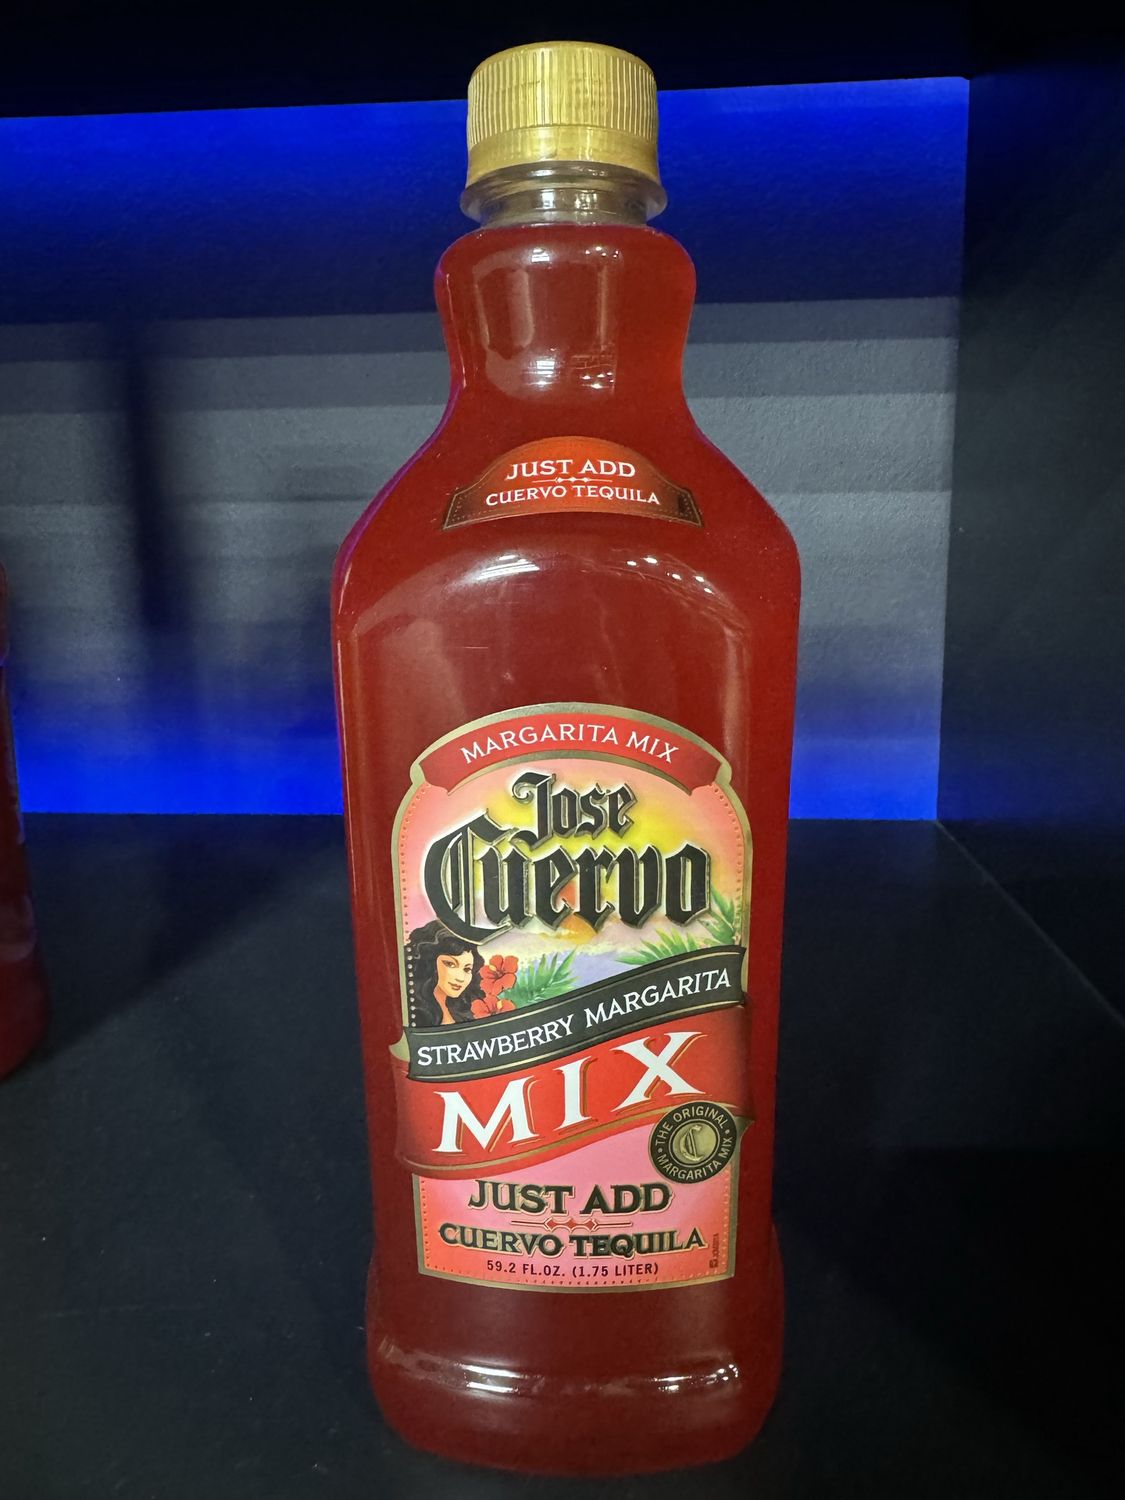 JUST ADD
CUERVO TEQUILA
MARGARITA MIX
Jose
Cuervo
STRAWBERRY MARGARITA
MIX
THE ORIGINAL
C
MARGARITA MIX
JUST ADD
CUERVO TEQUILA
59.2 FL.OZ. (1.75 LITER)